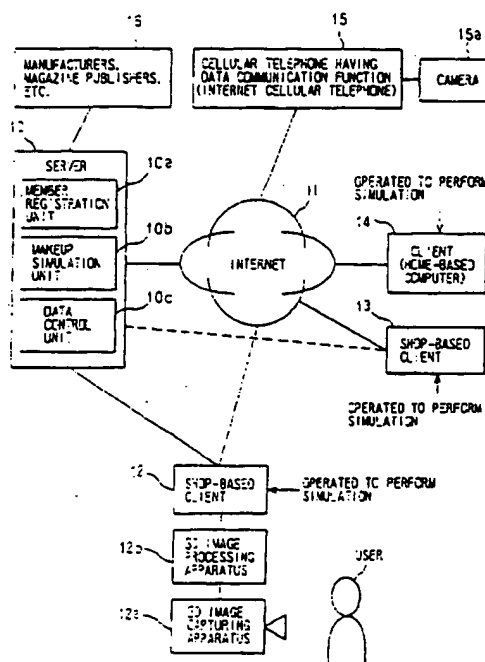 16
MANUFACTURERS,
MAGAZINE PUBLISHERS,
ETC.
15
CELLULAR TELEPHONE HAVING
DATA COMMUNICATION FUNCTION
(INTERNET CELLULAR TELEPHONE)
15a
CAMERA
10
SERVER
10a
MEMBER
REGISTRATION
UNIT
10b
MAKEUP
SIMULATION
UNIT
10c
DATA
CONTROL
UNIT
11
INTERNET
OPERATED TO PERFORM
SIMULATION
14
CLIENT
(HOME-BASED
COMPUTER)
13
SHOP-BASED
CLIENT
OPERATED TO PERFORM
SIMULATION
12
SHOP-BASED
CLIENT
OPERATED TO PERFORM
SIMULATION
12b
3D IMAGE
PROCESSING
APPARATUS
12a
3D IMAGE
CAPTURING
APPARATUS
USER